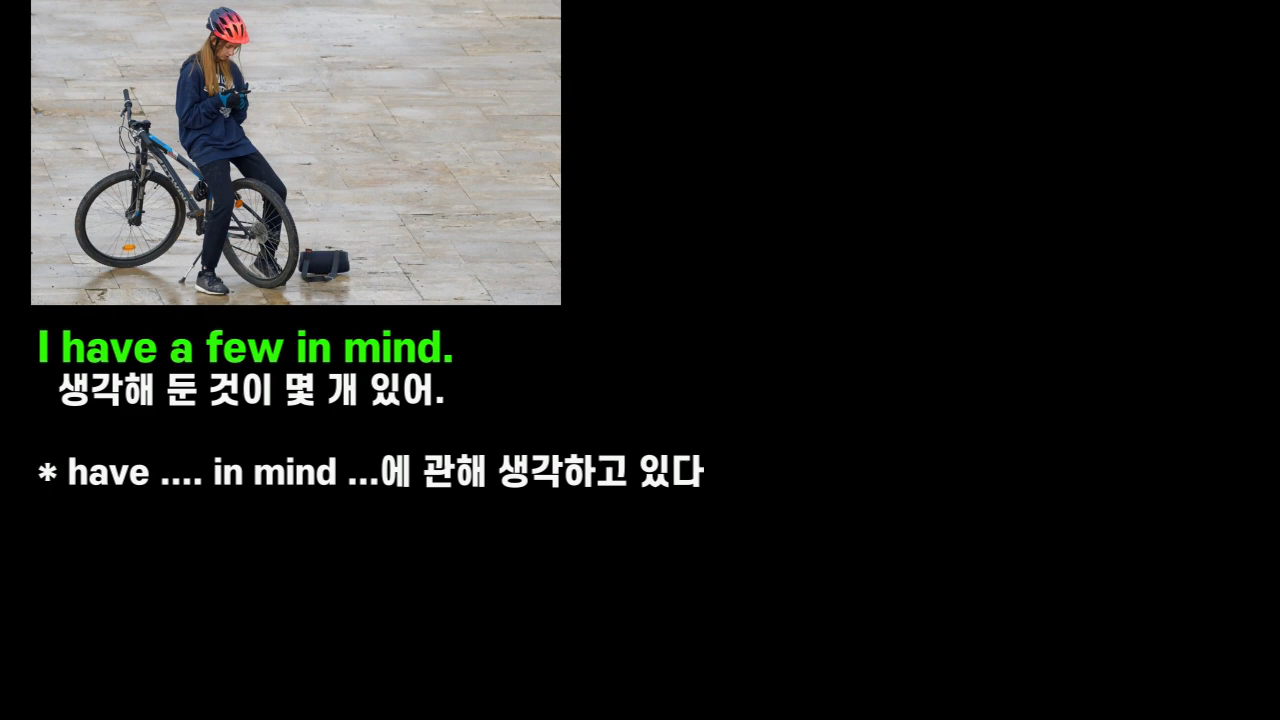 I have a few in mind.
생각해 둔 것이 몇 개 있어.
* have .... in mind ...에 관해 생각하고 있다